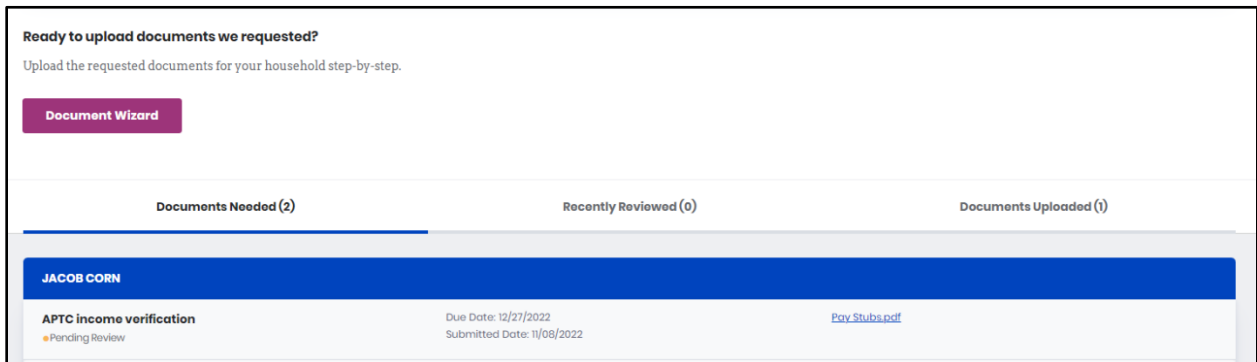 Ready to upload documents we requested?
Upload the requested documents for your household step-by-step.
Document Wizard
Documents Needed (2)
Recently Reviewed (0)
Documents Uploaded (1)
JACOB CORN
APTC income verification
Pending Review
Due Date: 12/27/2022
Submitted Date: 11/08/2022
Pay Stubs.pdf